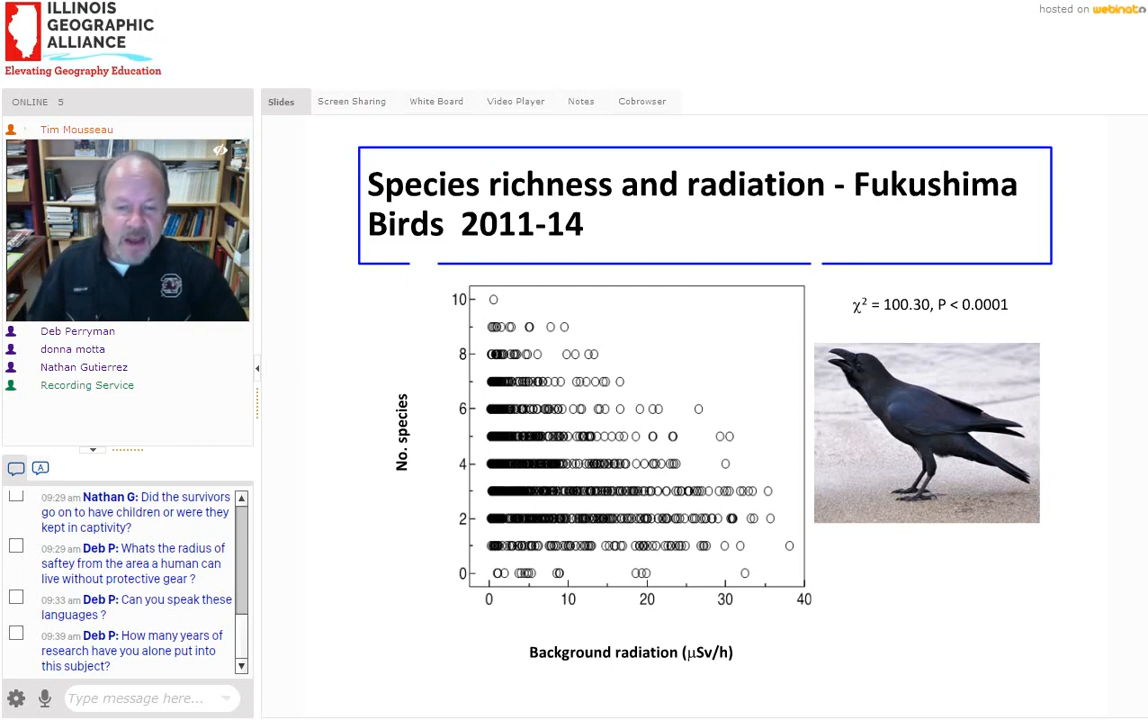 ILLINOIS
GEOGRAPHIC
ALLIANCE
Elevating Geography Education
hosted on webinato
ONLINE 5
Tim Mousseau
Deb Perryman
donna motta
Nathan Gutierrez
Recording Service
09:29 am Nathan G: Did the survivors
go on to have children or were they
kept in captivity?
09:29 am Deb P: Whats the radius of
saftey from the area a human can
live without protective gear ?
09:33 am Deb P: Can you speak these
languages ?
09:39 am Deb P: How many years of
research have you alone put into
this subject?
Type message here...
Slides Screen Sharing White Board Video Player Notes Cobrowser
Species richness and radiation - Fukushima
Birds 2011-14
χ² = 100.30, P < 0.0001
No. species
10
8
6
4
2
0
0 10 20 30 40
Background radiation (μSv/h)